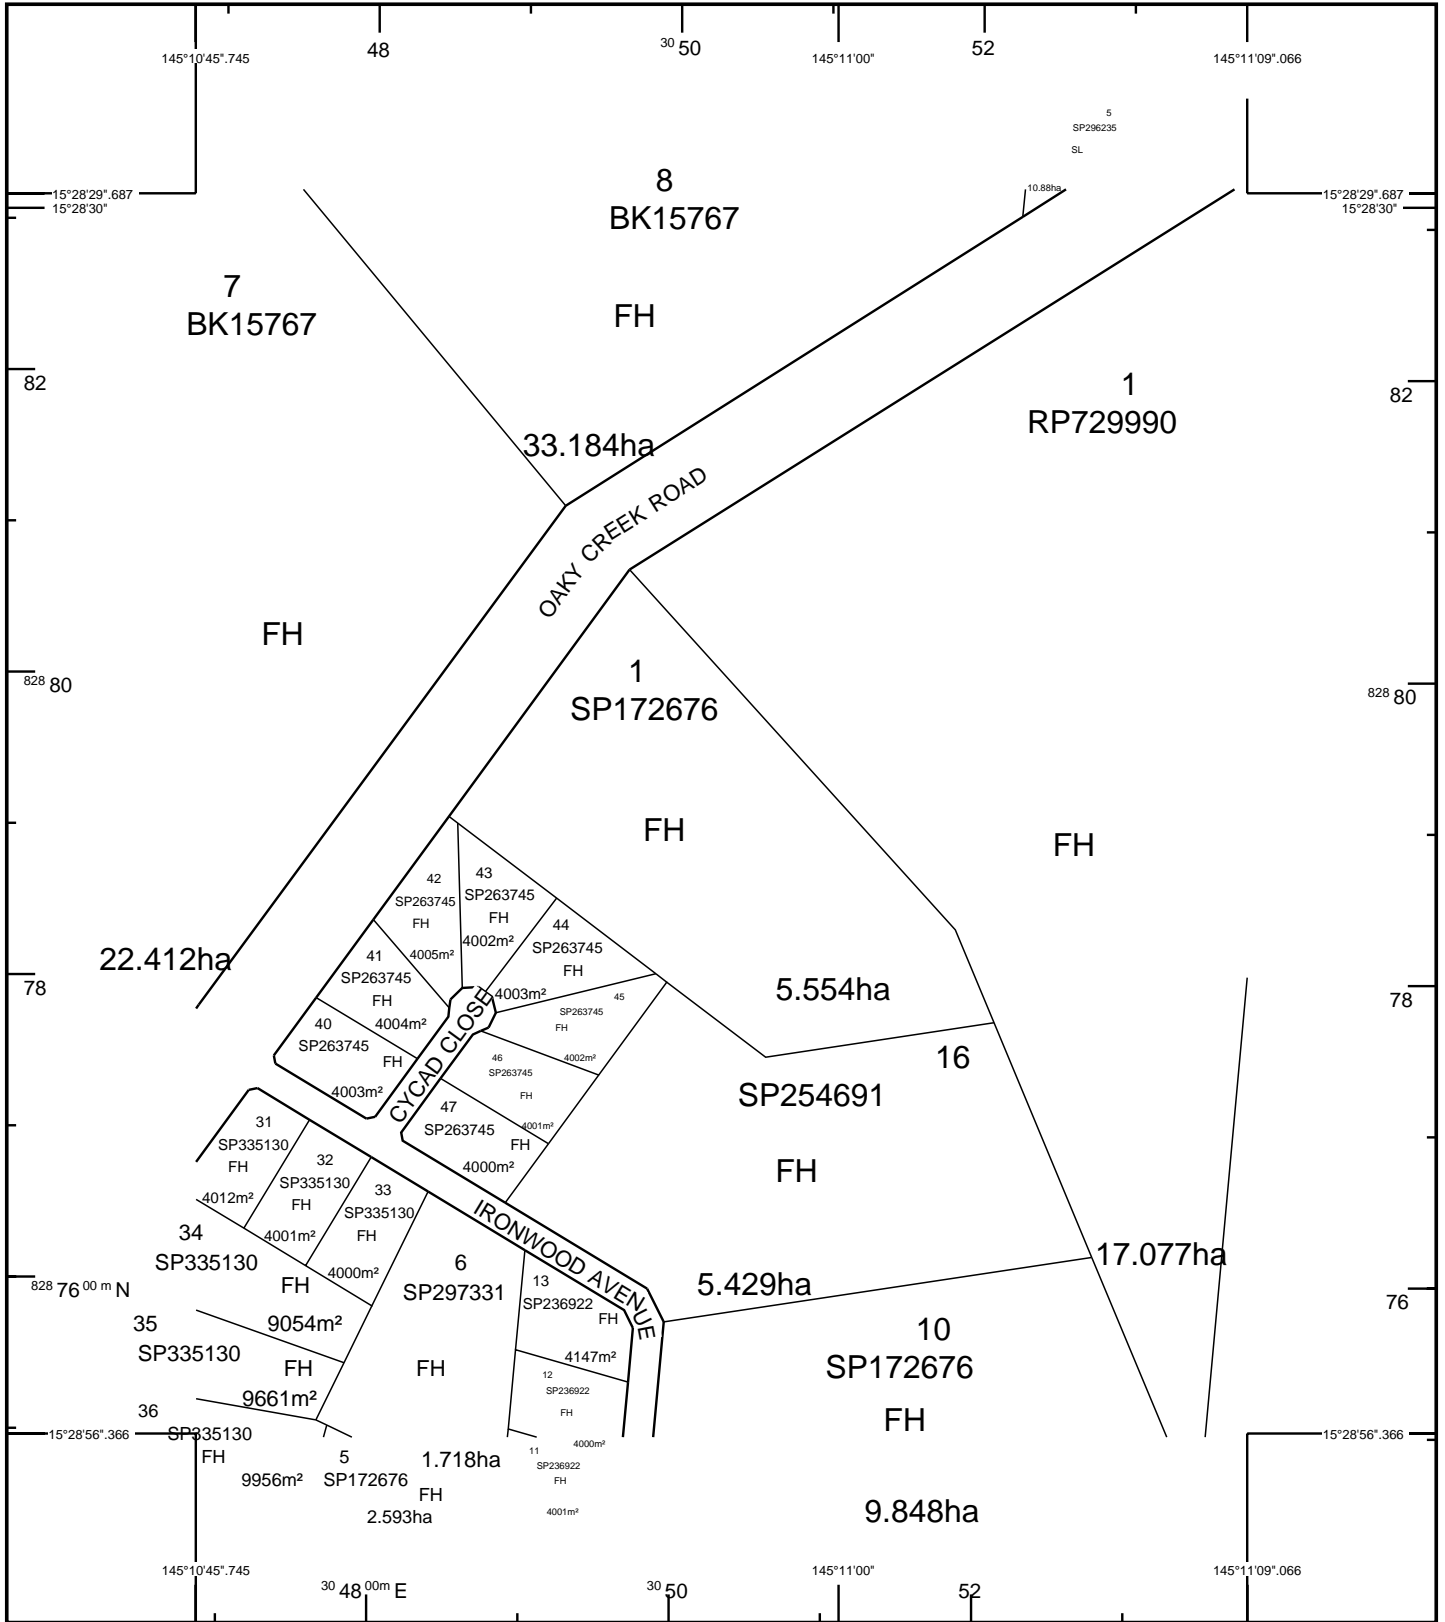 48
30 50
52
145°10'45".745
145°11'00"
145°11'09".066
5
SP296235
SL
10.88ha
15°28'29".687
15°28'30"
15°28'29".687
15°28'30"
8
BK15767
FH
33.184ha
7
BK15767
FH
22.412ha
82
82
1
RP729990
FH
17.077ha
OAKY CREEK ROAD
828 80
828 80
1
SP172676
FH
5.554ha
42
SP263745
FH
4005m²
43
SP263745
FH
4002m²
44
SP263745
FH
4003m²
41
SP263745
FH
4004m²
45
SP263745
FH
4002m²
78
78
40
SP263745
FH
4003m²
CYCAD CLOSE
46
SP263745
FH
4001m²
47
SP263745
FH
4000m²
16
SP254691
FH
5.429ha
31
SP335130
FH
4012m²
32
SP335130
FH
4001m²
33
SP335130
FH
4000m²
IRONWOOD AVENUE
34
SP335130
FH
9054m²
6
SP297331
FH
1.718ha
13
SP236922
FH
4147m²
828 76 00 m N
76
35
SP335130
FH
9661m²
10
SP172676
FH
9.848ha
12
SP236922
FH
4000m²
36
SP335130
FH
9956m²
5
SP172676
FH
2.593ha
11
SP236922
FH
4001m²
15°28'56".366
15°28'56".366
145°10'45".745
145°11'00"
145°11'09".066
30 48 00m E
30 50
52